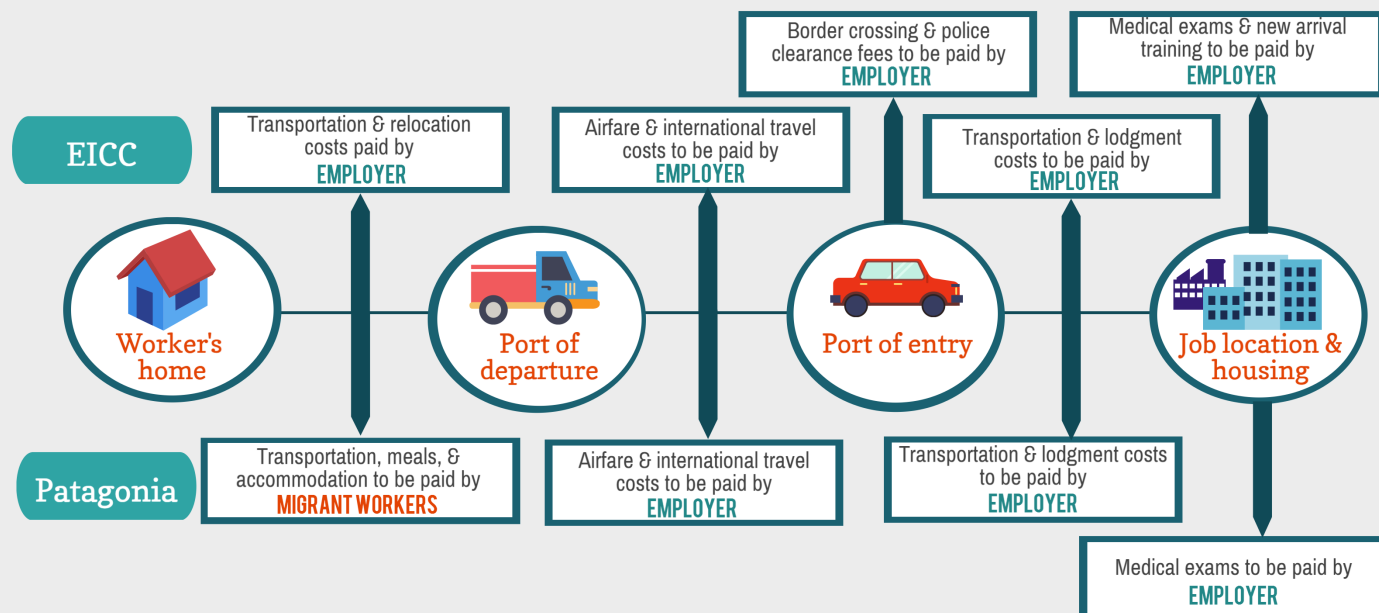 Border crossing & police
clearance fees to be paid by
EMPLOYER
Medical exams & new arrival
training to be paid by
EMPLOYER
EICC
Transportation & relocation
costs paid by
EMPLOYER
Airfare & international travel
costs to be paid by
EMPLOYER
Transportation & lodgment
costs to be paid by
EMPLOYER
Worker's
home
Port of
departure
Port of entry
Job location &
housing
Patagonia
Transportation, meals, &
accommodation to be paid by
MIGRANT WORKERS
Airfare & international travel
costs to be paid by
EMPLOYER
Transportation & lodgment costs
to be paid by
EMPLOYER
Medical exams to be paid by
EMPLOYER